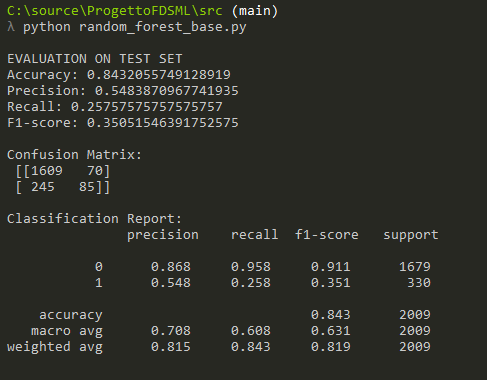 C:\source\ProgettoFDSML\src (main)
λ python random_forest_base.py
EVALUATION ON TEST SET
Accuracy: 0.8432055749128919
Precision: 0.5483870967741935
Recall: 0.25757575757575757
F1-score: 0.35051546391752575
Confusion Matrix:
[[1609 70]
[ 245 85]]
Classification Report:
precision recall f1-score support
0 0.868 0.958 0.911 1679
1 0.548 0.258 0.351 330
accuracy 0.843 2009
macro avg 0.708 0.608 0.631 2009
weighted avg 0.815 0.843 0.819 2009